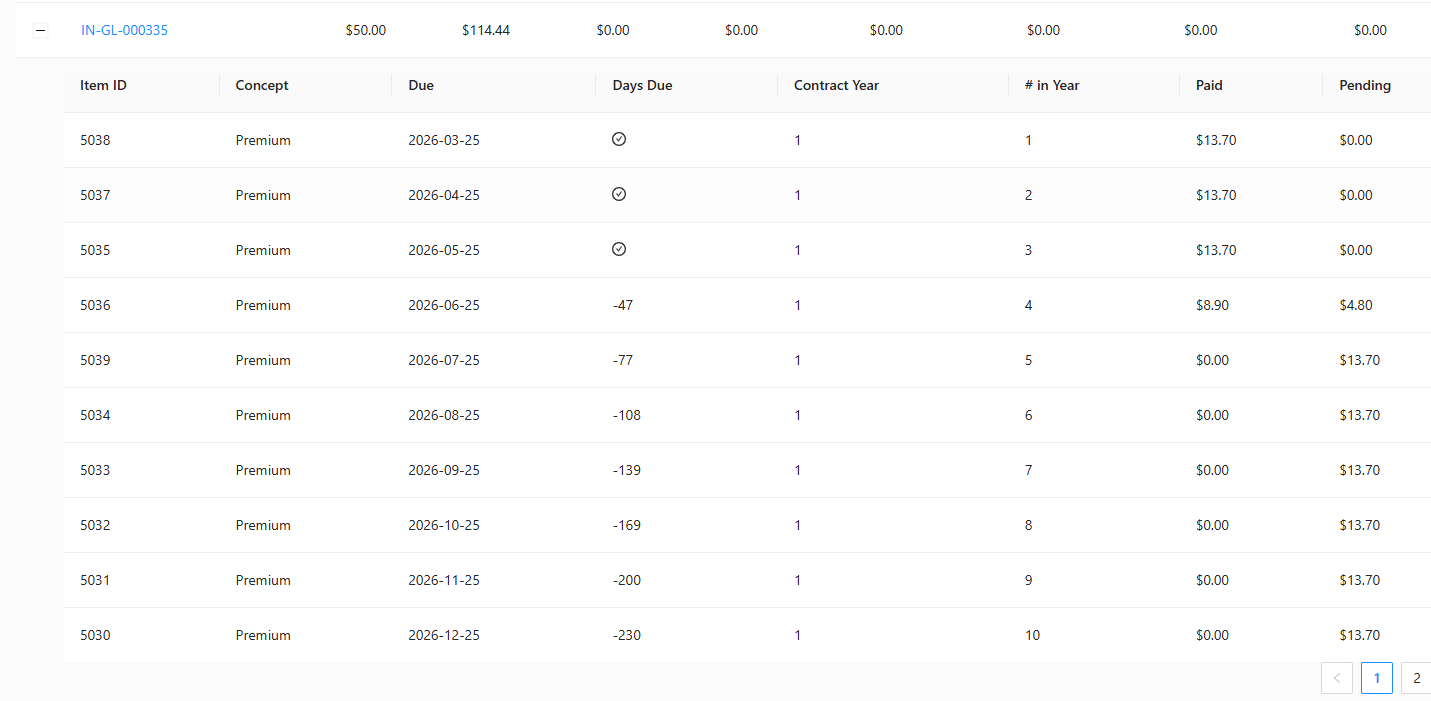 IN-GL-000335 $50.00 $114.44 $0.00 $0.00 $0.00 $0.00 $0.00 $0.00
Item ID Concept Due Days Due Contract Year # in Year Paid Pending
5038 Premium 2026-03-25 1 1 $13.70 $0.00
5037 Premium 2026-04-25 1 2 $13.70 $0.00
5035 Premium 2026-05-25 1 3 $13.70 $0.00
5036 Premium 2026-06-25 -47 1 4 $8.90 $4.80
5039 Premium 2026-07-25 -77 1 5 $0.00 $13.70
5034 Premium 2026-08-25 -108 1 6 $0.00 $13.70
5033 Premium 2026-09-25 -139 1 7 $0.00 $13.70
5032 Premium 2026-10-25 -169 1 8 $0.00 $13.70
5031 Premium 2026-11-25 -200 1 9 $0.00 $13.70
5030 Premium 2026-12-25 -230 1 10 $0.00 $13.70
< 1 2